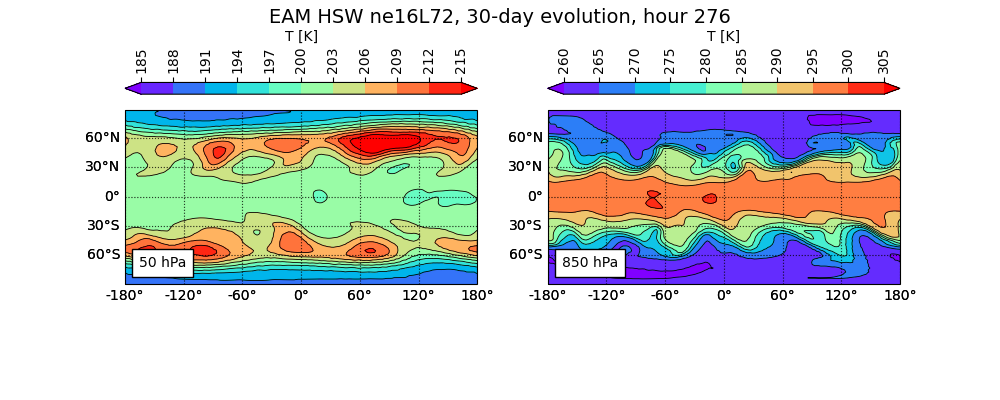 EAM HSW ne16L72, 30-day evolution, hour 276
T [K]
185 188 191 194 197 200 203 206 209 212 215
60°N
30°N
0°
30°S
60°S
50 hPa
-180° -120° -60° 0° 60° 120° 180°
T [K]
260 265 270 275 280 285 290 295 300 305
60°N
30°N
0°
30°S
60°S
850 hPa
-180° -120° -60° 0° 60° 120° 180°